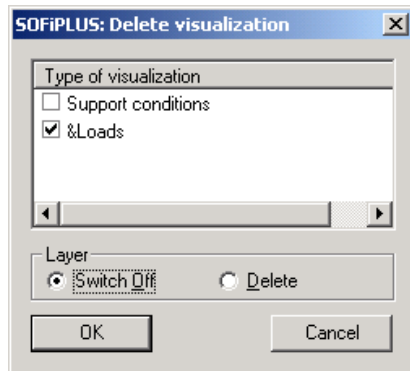 SOFiPLUS: Delete visualization
Type of visualization
Support conditions
&Loads
Layer
Switch Off
Delete
OK
Cancel